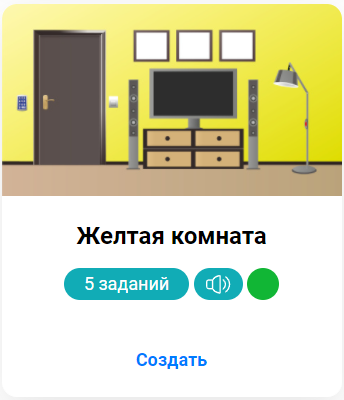 Желтая комната
5 заданий
Создать